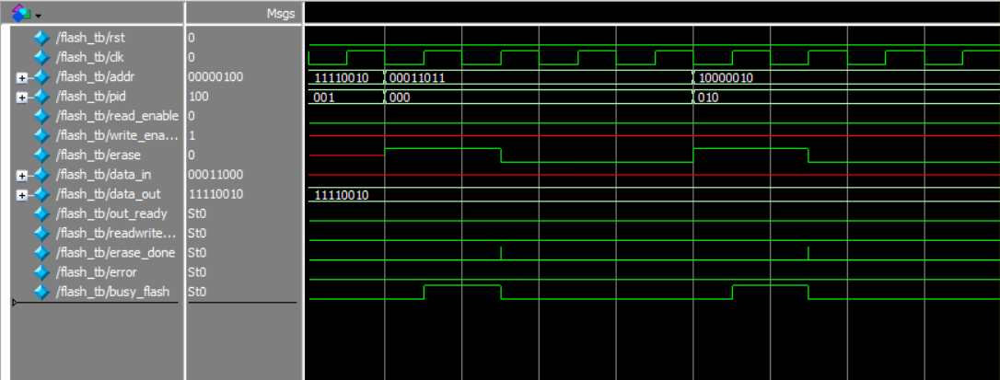 Msgs
/flash_tb/rst 0
/flash_tb/clk 0
/flash_tb/addr 00000100 11110010 00011011 10000010
/flash_tb/pid 100 001 000 010
/flash_tb/read_enable 0
/flash_tb/write_ena... 1
/flash_tb/erase 0
/flash_tb/data_in 00011000
/flash_tb/data_out 11110010 11110010
/flash_tb/out_ready St0
/flash_tb/readwrite... St0
/flash_tb/erase_done St0
/flash_tb/error St0
/flash_tb/busy_flash St0